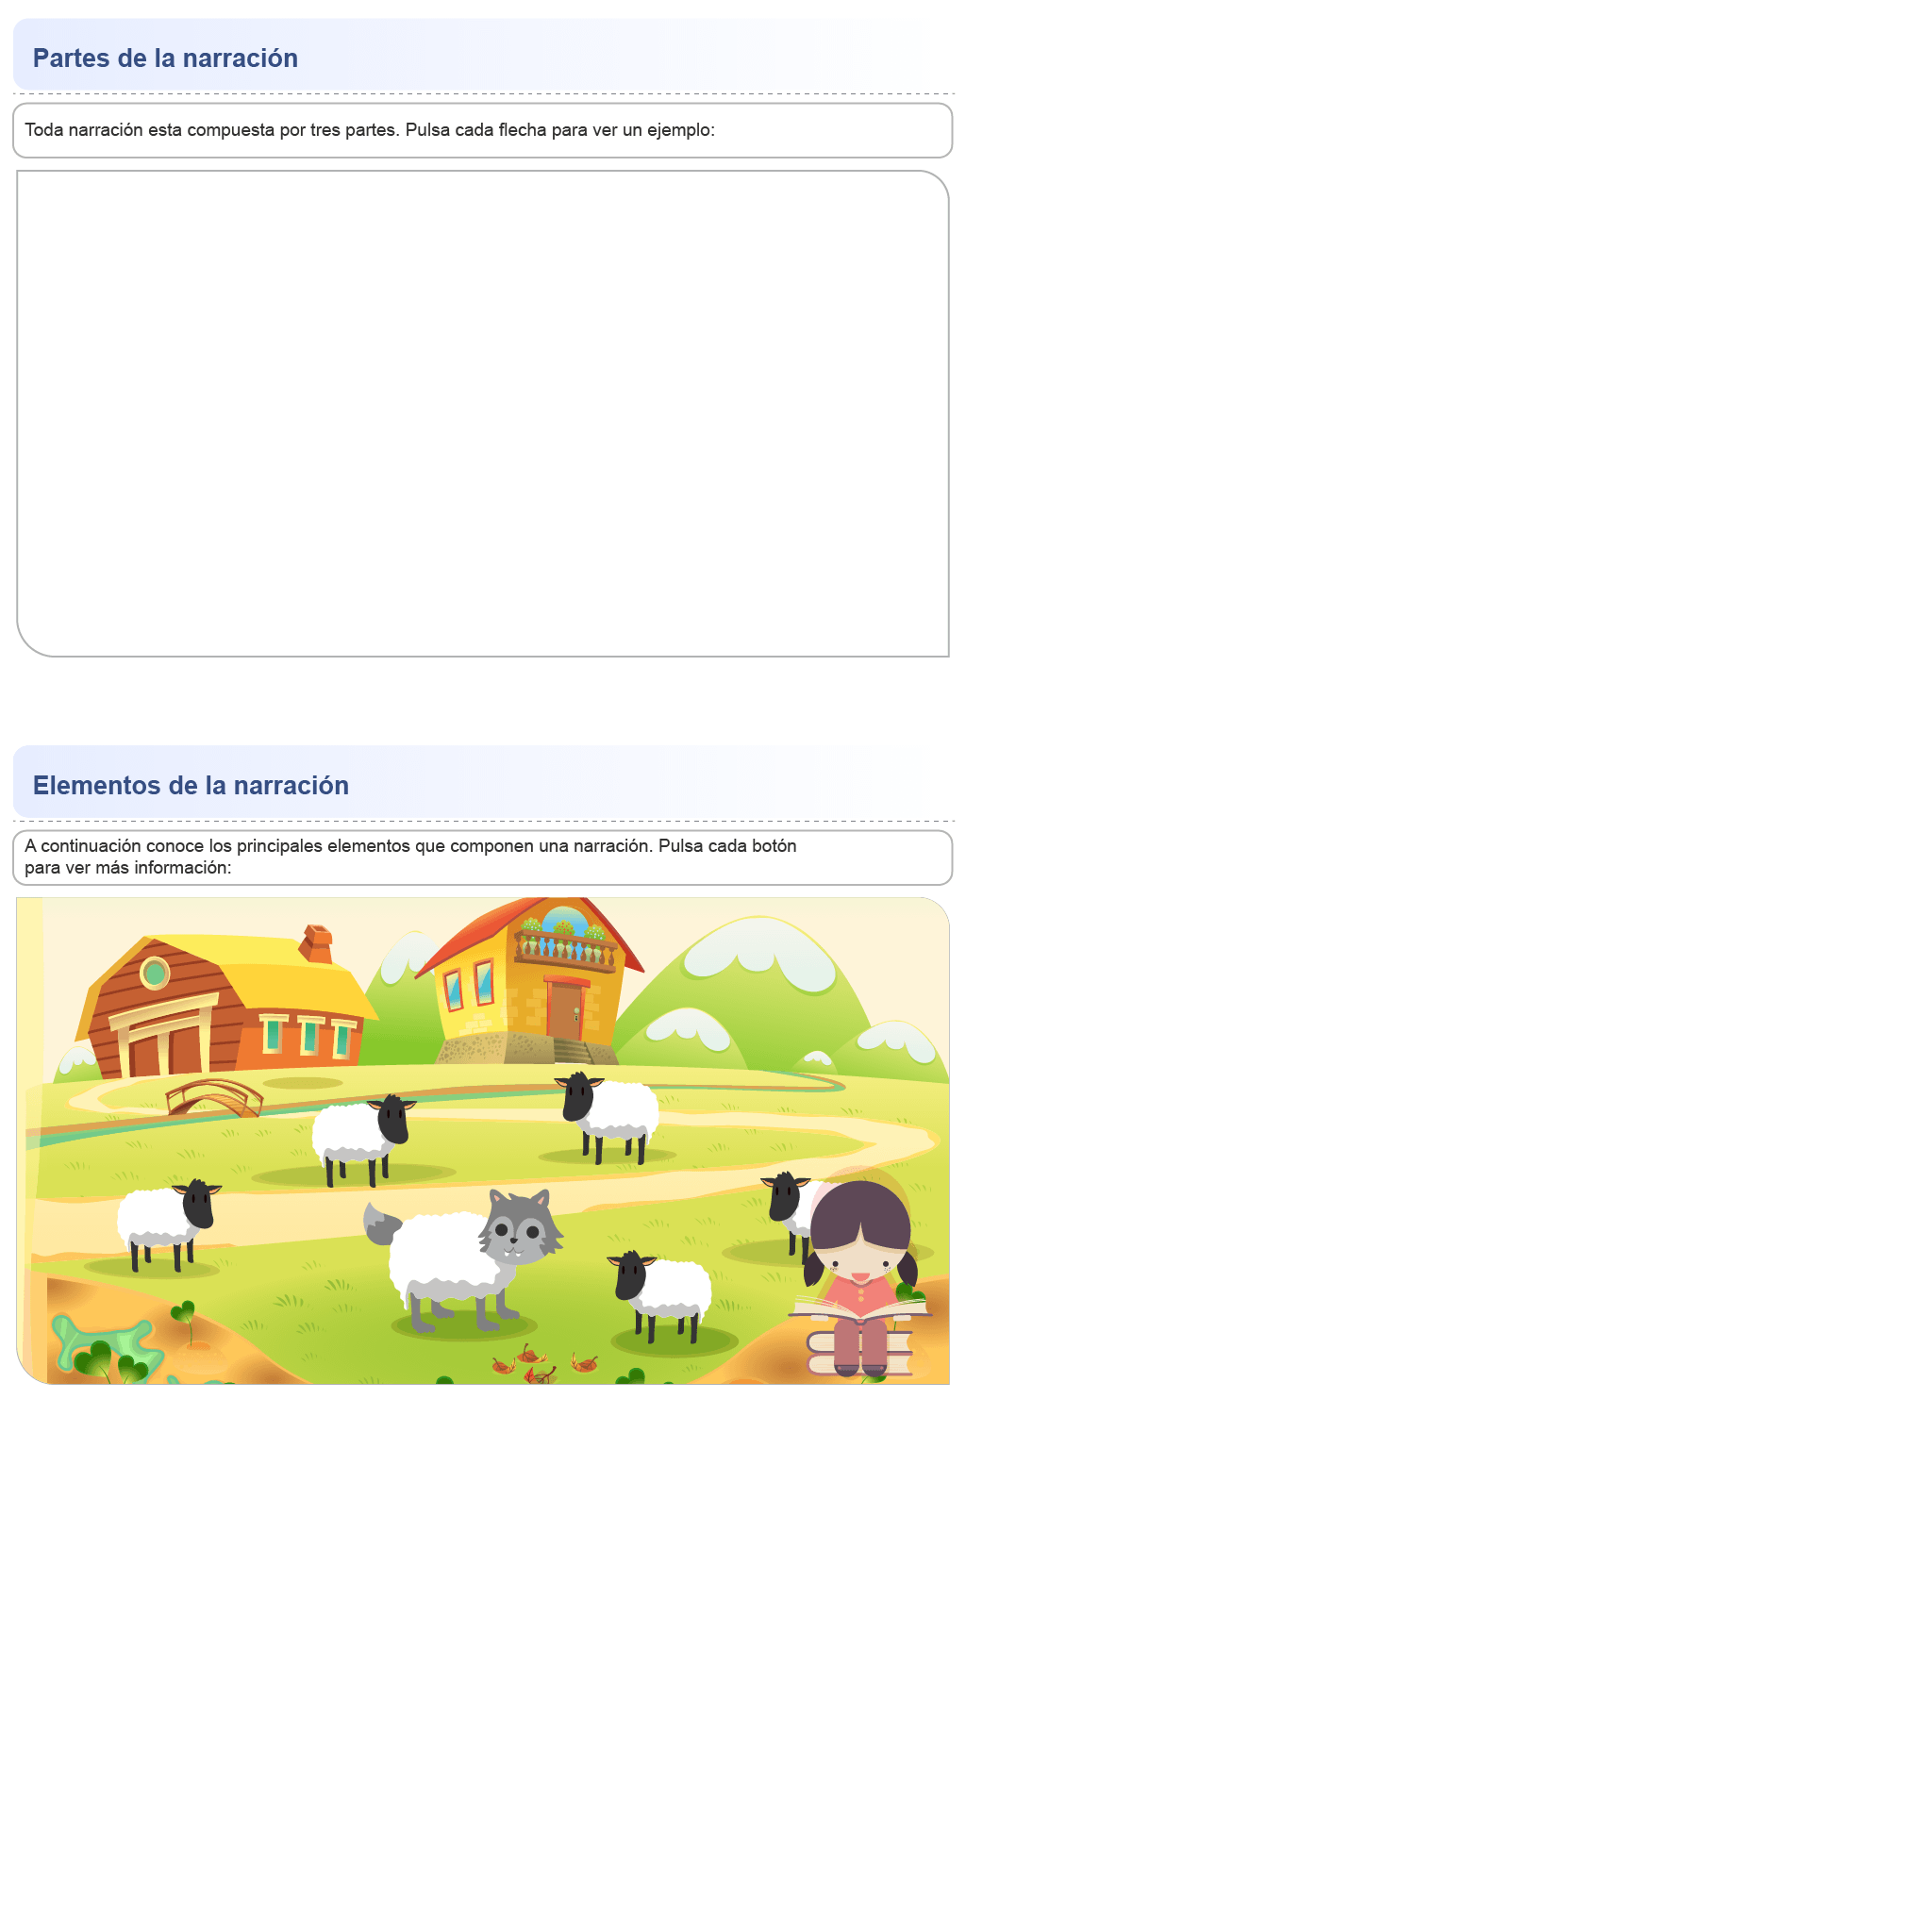 Partes de la narración
Toda narración esta compuesta por tres partes. Pulsa cada flecha para ver un ejemplo:
Elementos de la narración
A continuación conoce los principales elementos que componen una narración. Pulsa cada botón
para ver más información: